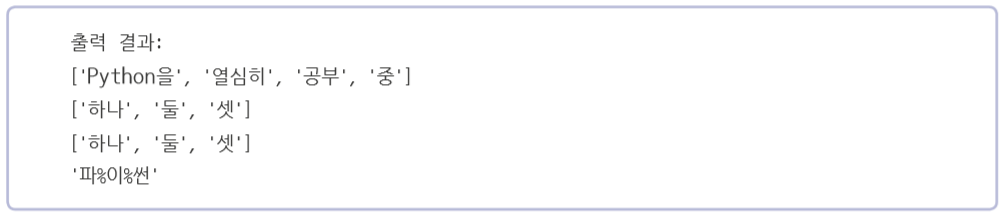 출력 결과:
['Python을', '열심히', '공부', '중']
['하나', '둘', '셋']
['하나', '둘', '셋']
'파%이%썬'